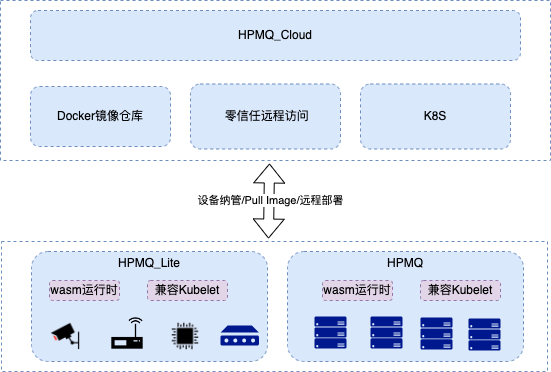 HPMQ_Cloud
Docker镜像仓库
零信任远程访问
K8S
设备纳管/Pull Image/远程部署
HPMQ_Lite
HPMQ
wasm运行时
兼容Kubelet
wasm运行时
兼容Kubelet